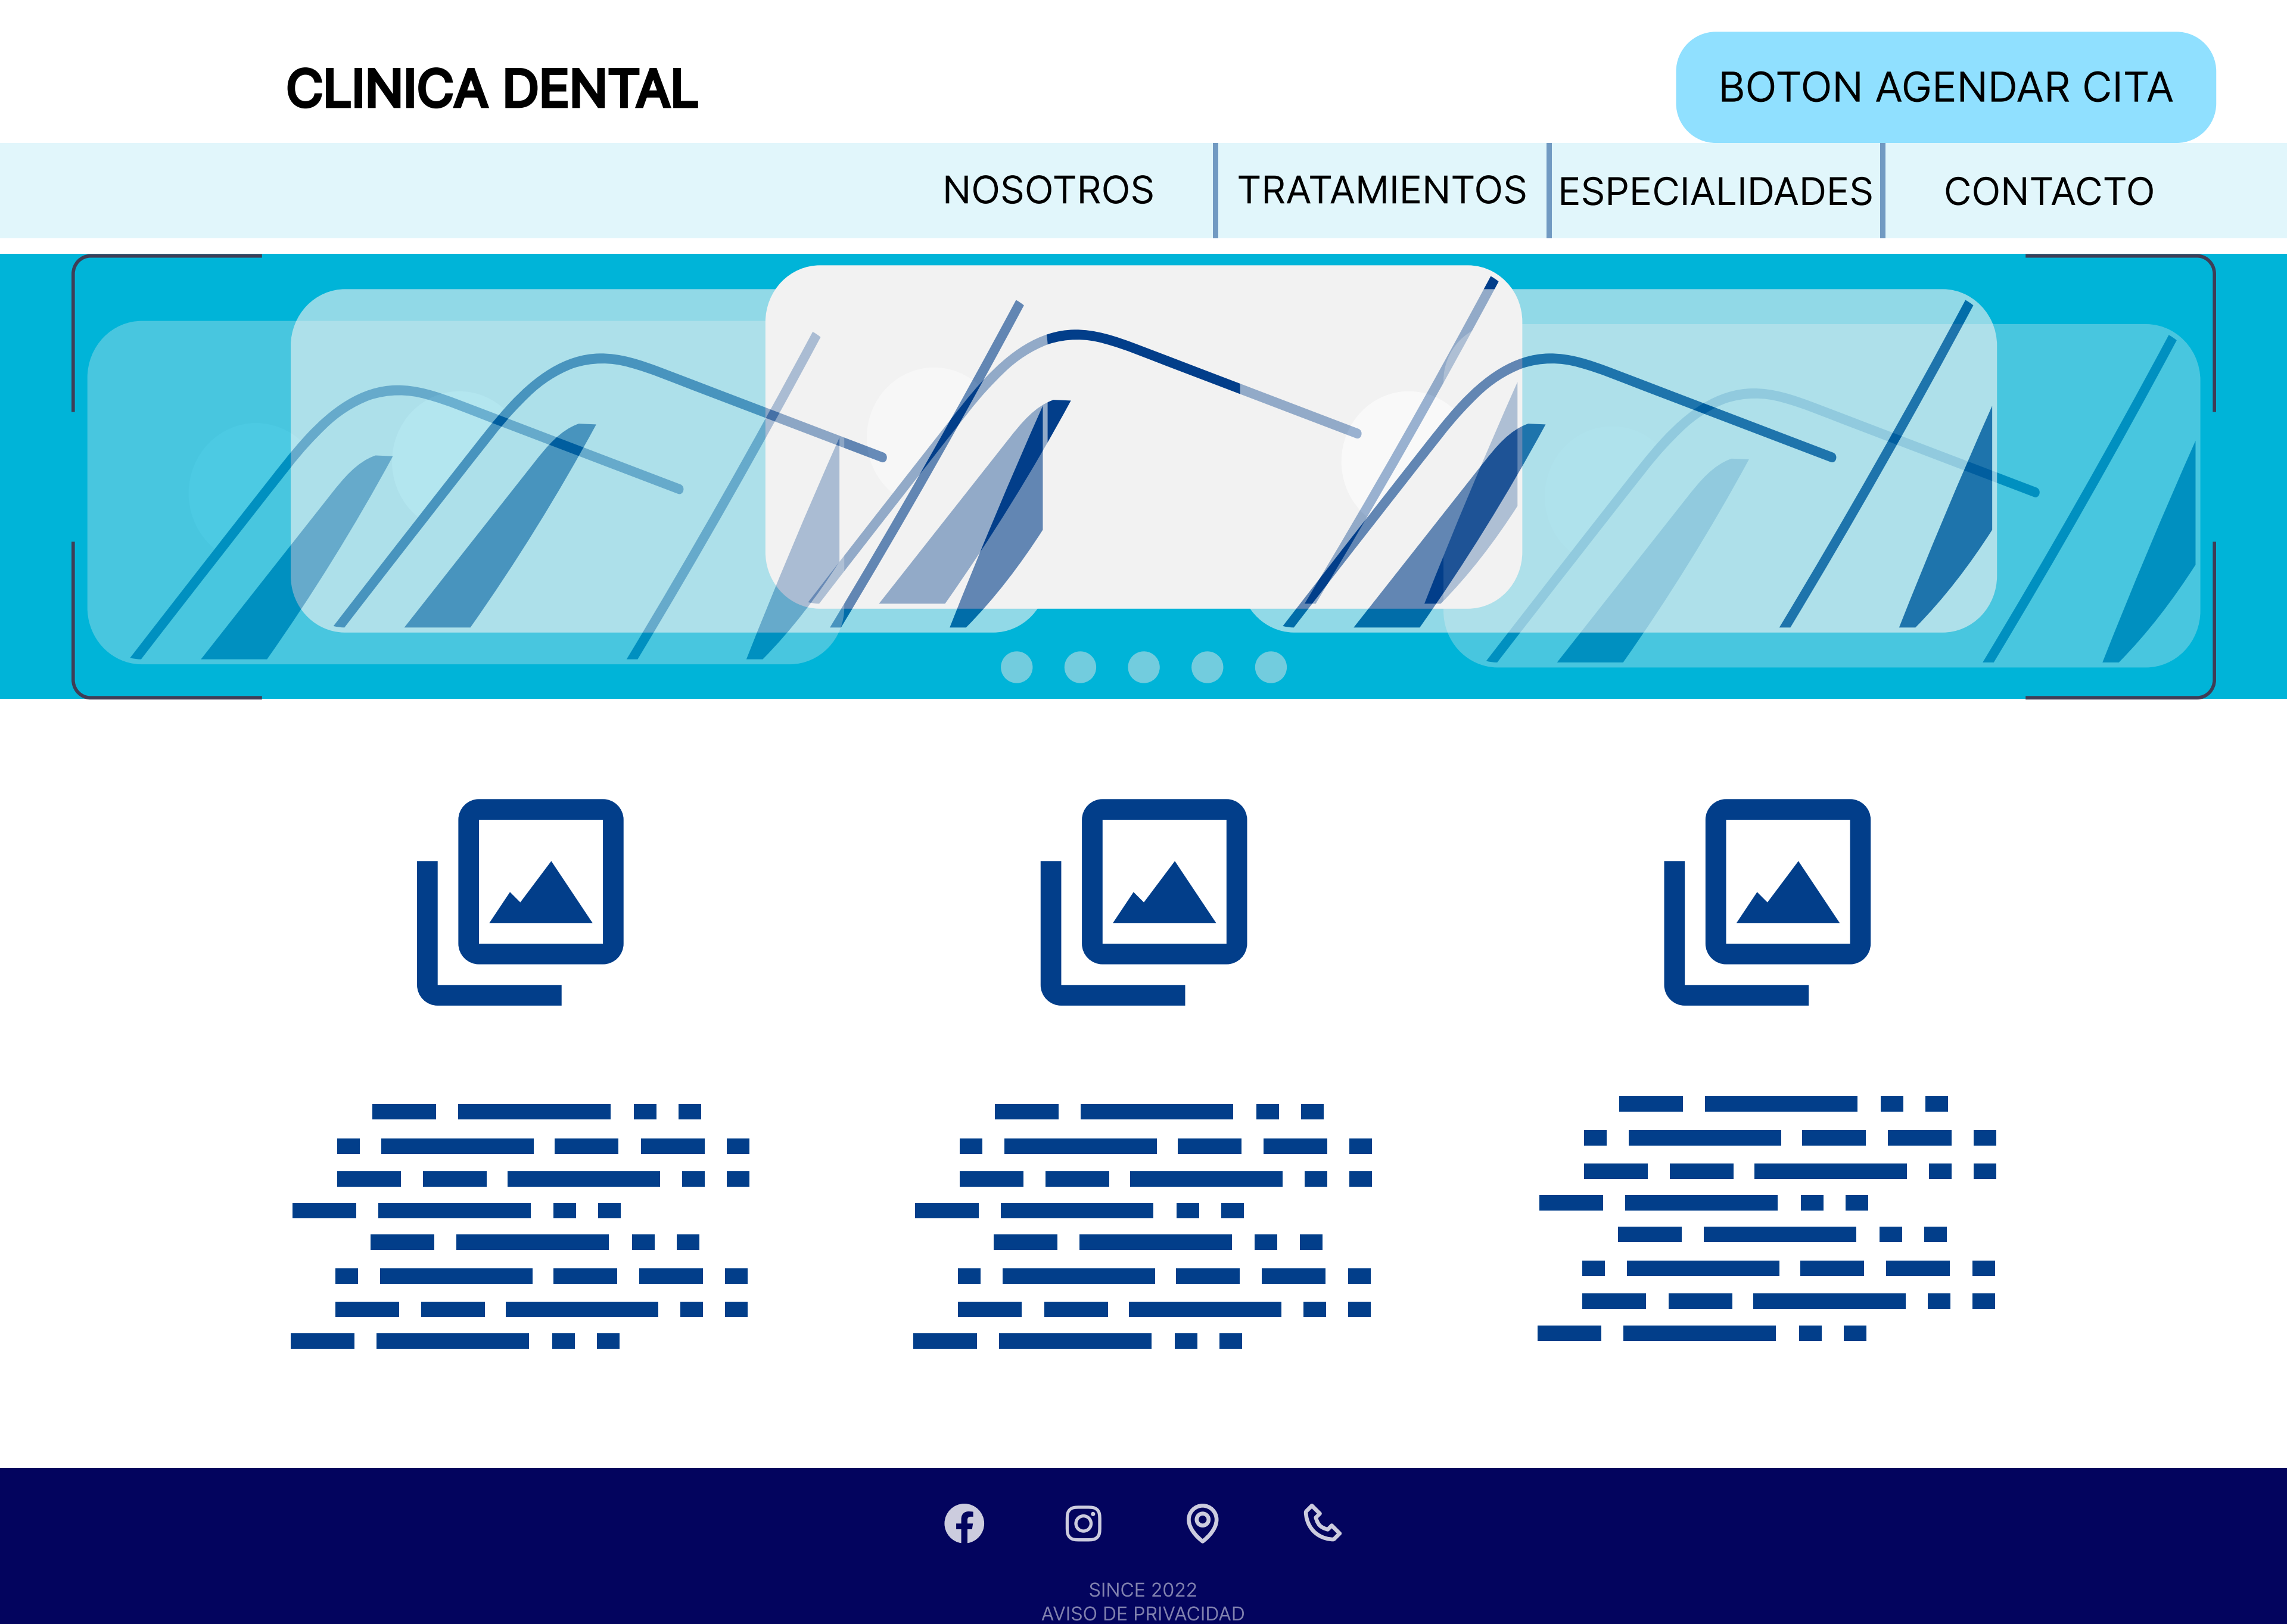 CLINICA DENTAL
BOTON AGENDAR CITA
NOSOTROS
TRATAMIENTOS
ESPECIALIDADES
CONTACTO
SINCE 2022
AVISO DE PRIVACIDAD